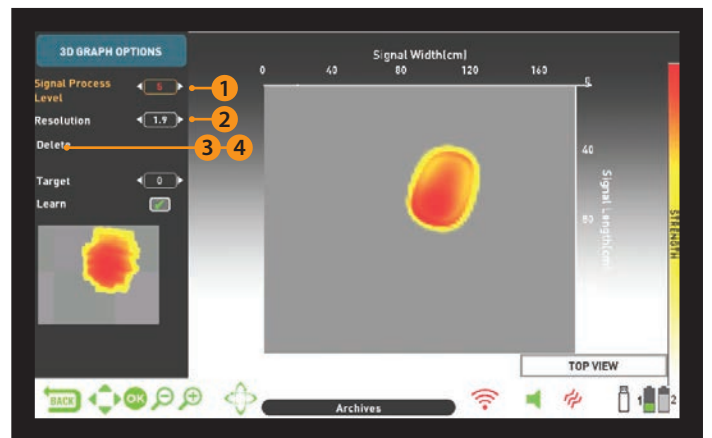 3D GRAPH OPTIONS
Signal Process
Level
5
1
Resolution
1.9
2
Delete
3
4
Target
0
Learn
Signal Width(cm)
0 40 80 120 160
40
Signal Length(cm)
STRENGTH
TOP VIEW
BACK
OK
Archives
1
2